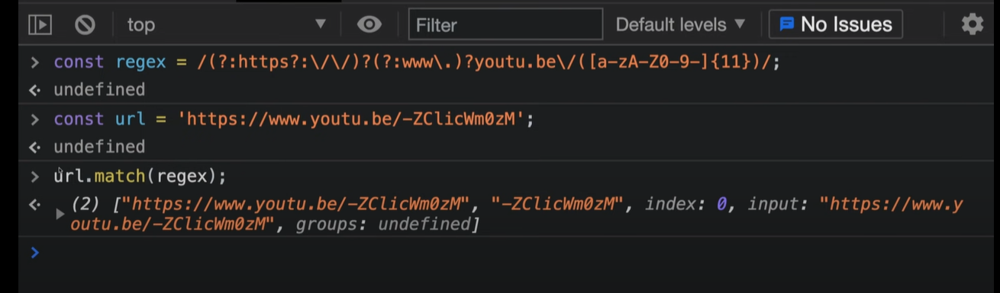 top Filter Default levels No Issues
> const regex = /(?:https?:\/\/)?(?:www\.)?youtu.be\/([a-zA-Z0-9-]{11})/;
undefined
> const url = 'https://www.youtu.be/-ZClicWm0zM';
undefined
> url.match(regex);
(2) ["https://www.youtu.be/-ZClicWm0zM", "-ZClicWm0zM", index: 0, input: "https://www.y
outu.be/-ZClicWm0zM", groups: undefined]
>